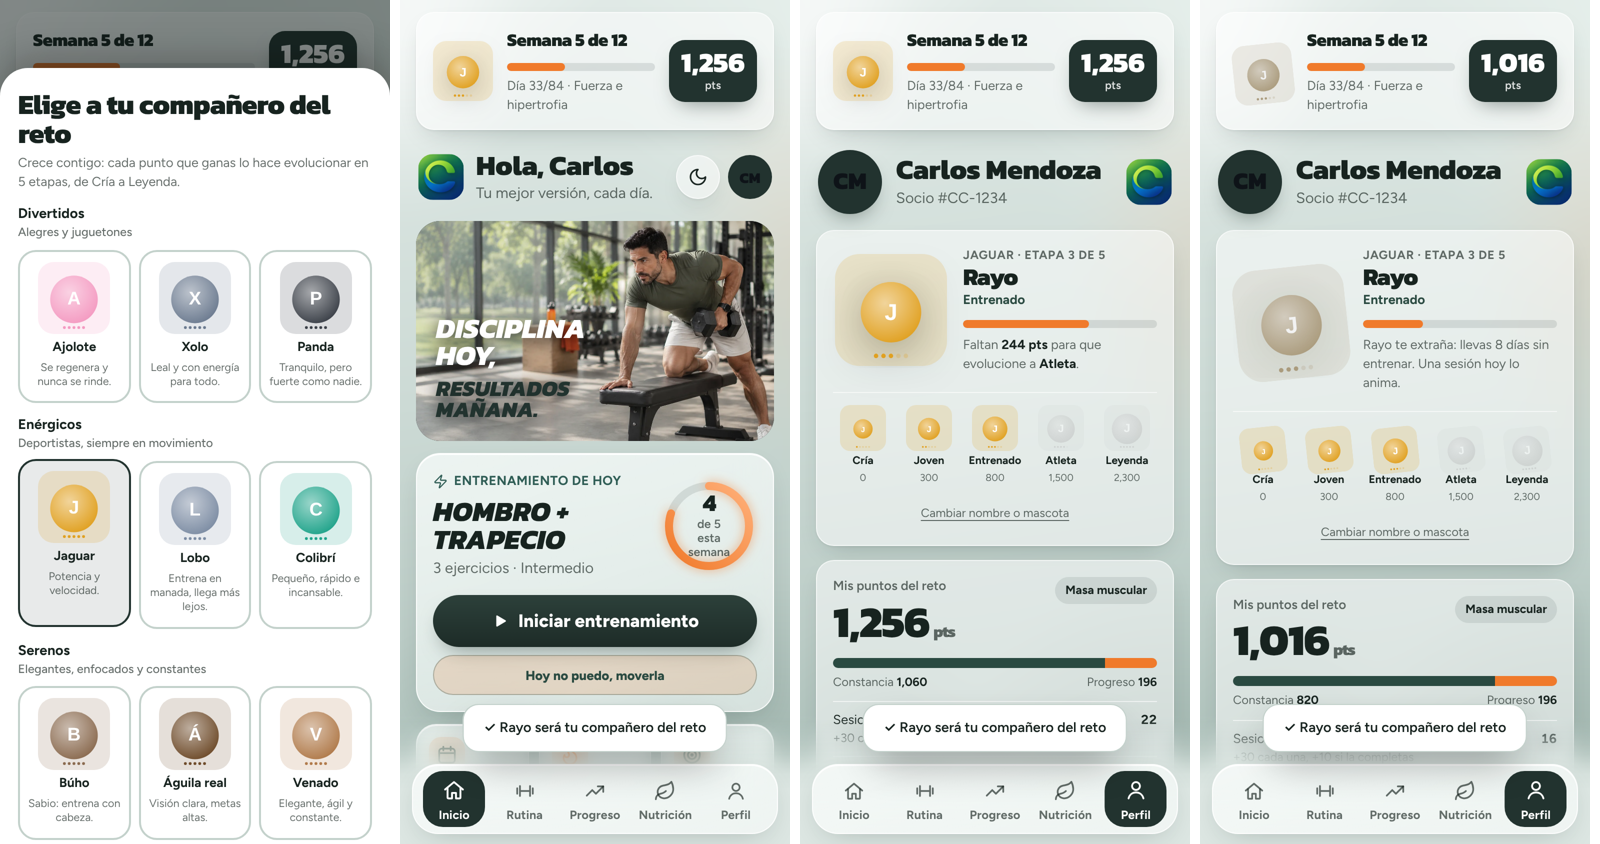 Semana 5 de 12
1,256
Elige a tu compañero del
reto
Crece contigo: cada punto que ganas lo hace evolucionar en
5 etapas, de Cría a Leyenda.
Divertidos
Alegres y juguetones
A
X
P
Ajolote
Xolo
Panda
Se regenera y
nunca se rinde.
Leal y con energía
para todo.
Tranquilo, pero
fuerte como nadie.
Enérgicos
Deportistas, siempre en movimiento
J
L
C
Jaguar
Lobo
Colibrí
Potencia y
velocidad.
Entrena en
manada, llega más
lejos.
Pequeño, rápido e
incansable.
Serenos
Elegantes, enfocados y constantes
B
Á
V
Búho
Águila real
Venado
Sabio: entrena con
cabeza.
Visión clara, metas
altas.
Elegante, ágil y
constante.
J
Semana 5 de 12
Día 33/84 · Fuerza e
hipertrofia
1,256
pts
Hola, Carlos
Tu mejor versión, cada día.
CM
DISCIPLINA
HOY,
RESULTADOS
MAÑANA.
ENTRENAMIENTO DE HOY
HOMBRO +
TRAPECIO
3 ejercicios · Intermedio
4
de 5
esta
semana
Iniciar entrenamiento
Hoy no puedo, moverla
✓ Rayo será tu compañero del reto
Inicio
Rutina
Progreso
Nutrición
Perfil
J
Semana 5 de 12
Día 33/84 · Fuerza e
hipertrofia
1,256
pts
CM
Carlos Mendoza
Socio #CC-1234
J
JAGUAR · ETAPA 3 DE 5
Rayo
Entrenado
Faltan 244 pts para que
evolucione a Atleta.
J
J
J
J
J
Cría
Joven
Entrenado
Atleta
Leyenda
0
300
800
1,500
2,300
Cambiar nombre o mascota
Mis puntos del reto
Masa muscular
1,256 pts
Constancia 1,060
Progreso 196
Sesic
22
+30 c
✓ Rayo será tu compañero del reto
Inicio
Rutina
Progreso
Nutrición
Perfil
J
Semana 5 de 12
Día 33/84 · Fuerza e
hipertrofia
1,016
pts
CM
Carlos Mendoza
Socio #CC-1234
J
JAGUAR · ETAPA 3 DE 5
Rayo
Entrenado
Rayo te extraña: llevas 8 días sin
entrenar. Una sesión hoy lo
anima.
J
J
J
J
J
Cría
Joven
Entrenado
Atleta
Leyenda
0
300
800
1,500
2,300
Cambiar nombre o mascota
Mis puntos del reto
Masa muscular
1,016 pts
Constancia 820
Progreso 196
Sesic
16
+30 cada una, +10 si la completas
✓ Rayo será tu compañero del reto
Inicio
Rutina
Progreso
Nutrición
Perfil